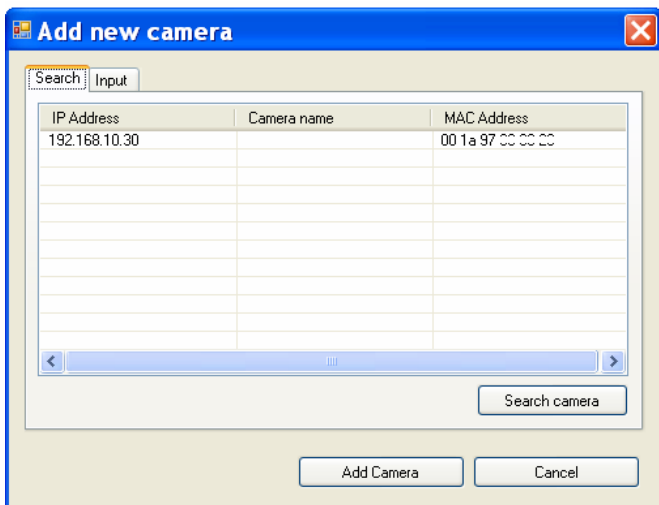 Add new camera
Search Input
IP Address Camera name MAC Address
192.168.10.30 00 1a 97
Search camera
Add Camera Cancel